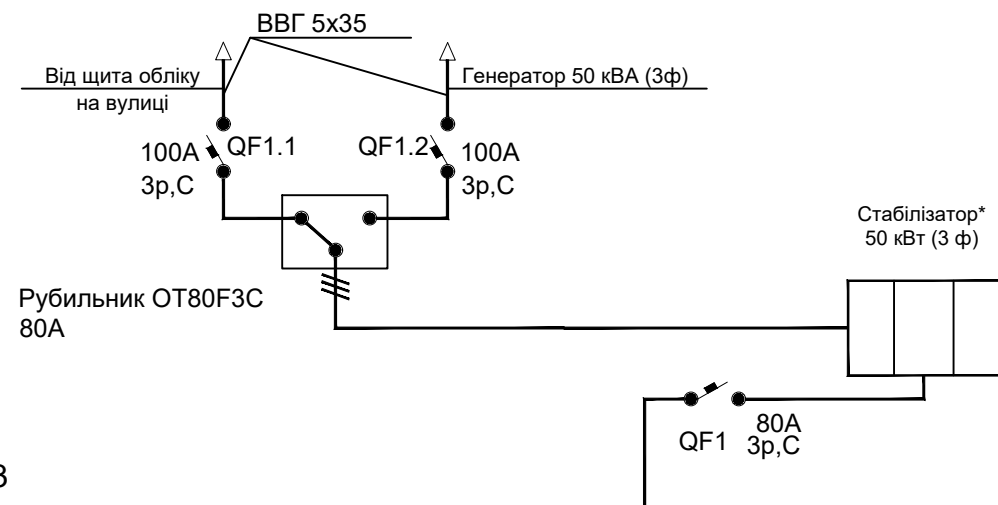 ВВГ 5х35
Від щита обліку
на вулиці
Генератор 50 кВА (3ф)
QF1.1
100А
3р,С
QF1.2
100А
3р,С
Стабілізатор*
50 кВт (3 ф)
Рубильник OT80F3C
80А
QF1
80А
3р,С